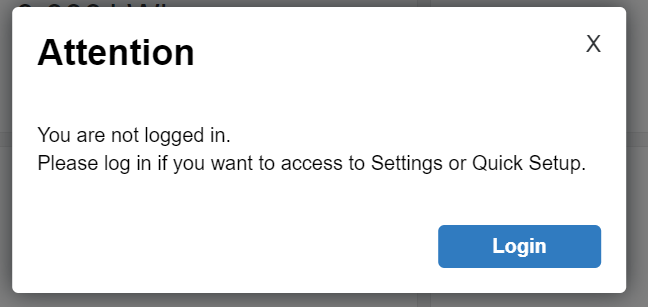 Attention
X
You are not logged in.
Please log in if you want to access to Settings or Quick Setup.
Login